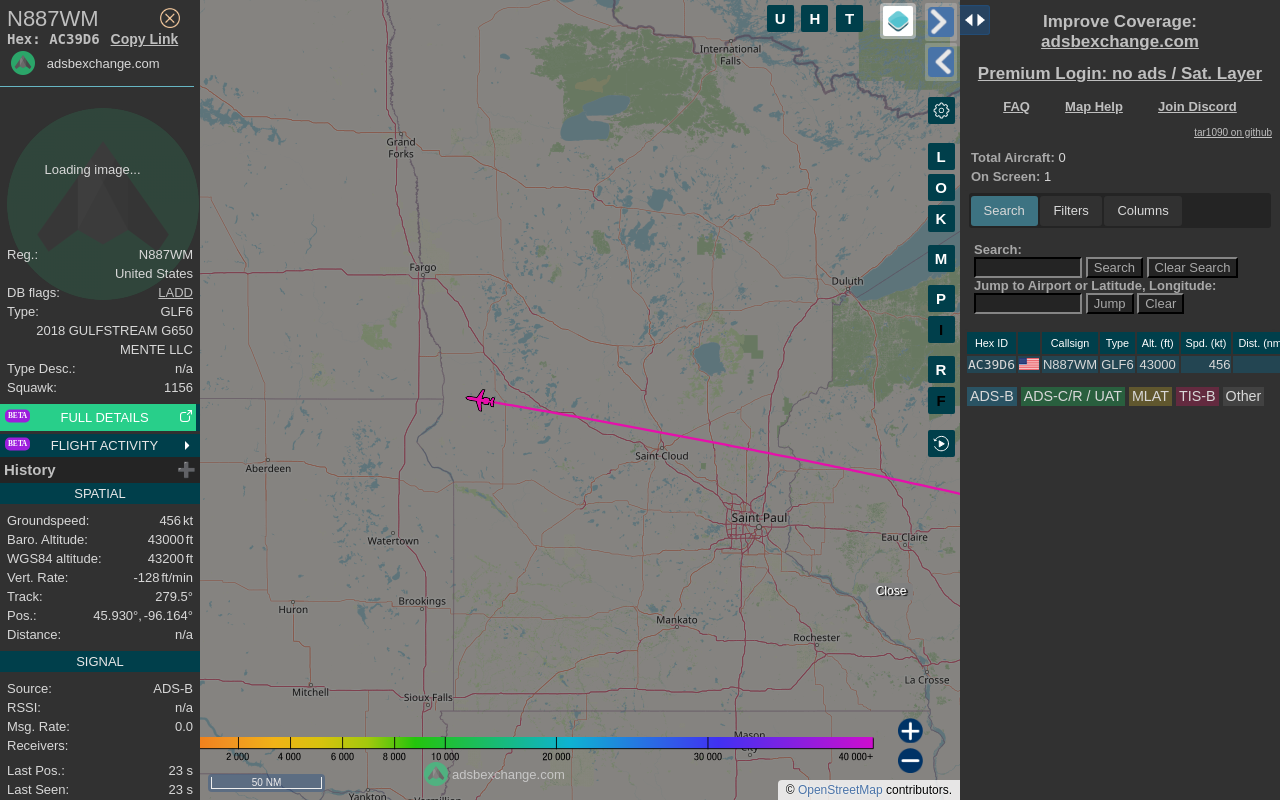 N887WM
Hex: AC39D6 Copy Link
adsbexchange.com
Loading image...
Reg.: N887WM
United States
DB flags: LADD
Type: GLF6
2018 GULFSTREAM G650
MENTE LLC
Type Desc.: n/a
Squawk: 1156
BETA FULL DETAILS
BETA FLIGHT ACTIVITY
History
SPATIAL
Groundspeed: 456 kt
Baro. Altitude: 43000 ft
WGS84 altitude: 43200 ft
Vert. Rate: -128 ft/min
Track: 279.5°
Pos.: 45.930°, -96.164°
Distance: n/a
SIGNAL
Source: ADS-B
RSSI: n/a
Msg. Rate: 0.0
Receivers:
Last Pos.: 23 s
Last Seen: 23 s
U H T
International
Falls
Grand
Forks
Fargo
Duluth
Aberdeen
Saint Cloud
Saint Paul
Watertown
Eau Claire
Close
Huron
Brookings
Mankato
Rochester
La Crosse
Mitchell
Sioux Falls
Mason
City
Yankton
Vermillion
L
O
K
M
P
I
R
F
2 000 4 000 6 000 8 000 10 000 20 000 30 000 40 000+
50 NM
adsbexchange.com
© OpenStreetMap contributors.
Improve Coverage:
adsbexchange.com
Premium Login: no ads / Sat. Layer
FAQ Map Help Join Discord
tar1090 on github
Total Aircraft: 0
On Screen: 1
Search Filters Columns
Search:
Search Clear Search
Jump to Airport or Latitude, Longitude:
Jump Clear
Hex ID Callsign Type Alt. (ft) Spd. (kt) Dist. (nm
AC39D6 N887WM GLF6 43000 456
ADS-B ADS-C/R / UAT MLAT TIS-B Other